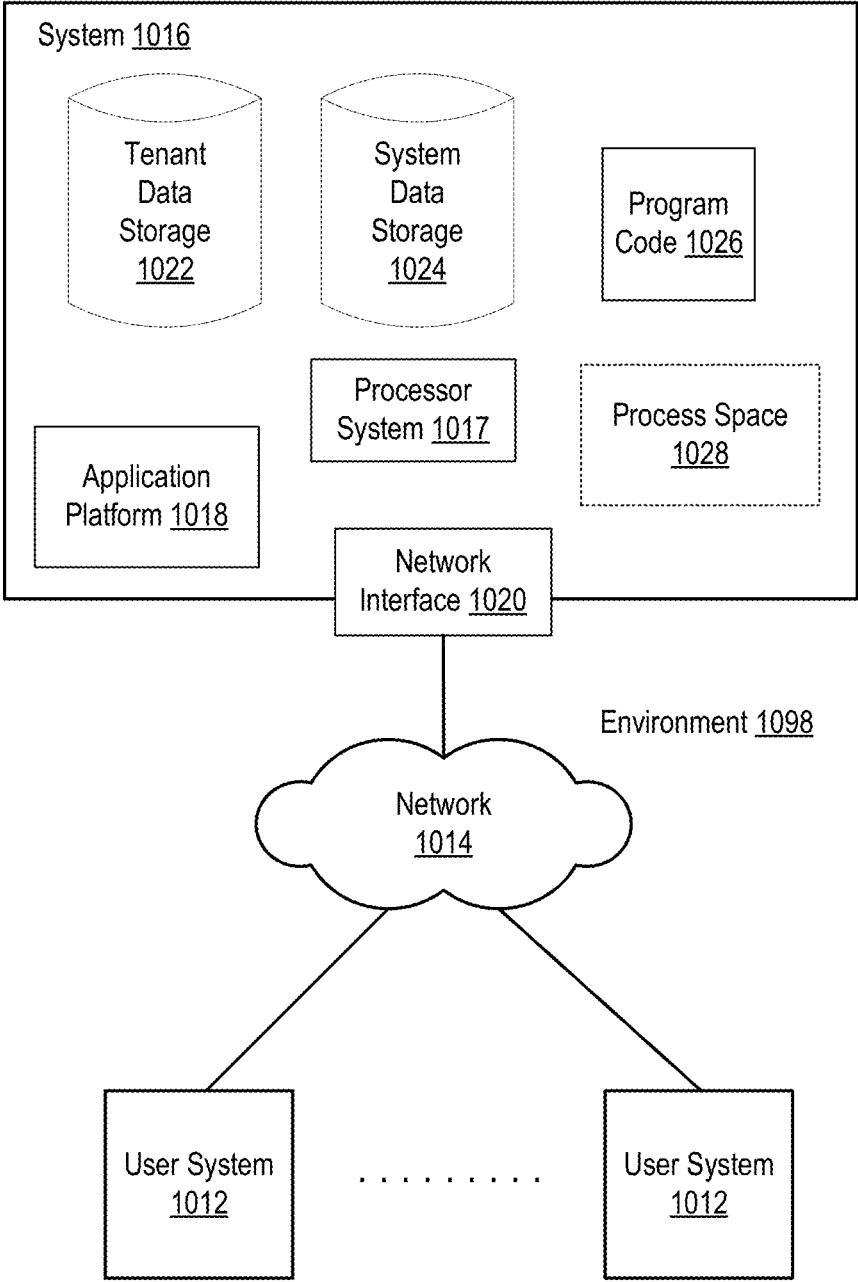 System 1016
Tenant
Data
Storage
1022
System
Data
Storage
1024
Program
Code 1026
Processor
System 1017
Process Space
1028
Application
Platform 1018
Network
Interface 1020
Environment 1098
Network
1014
User System
1012
. . . . . . . . .
User System
1012